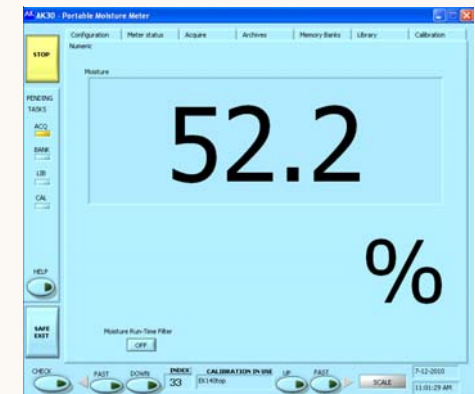 AK30 - Portable Moisture Meter
Configuration Meter status Acquire Archives Memory Banks Library Calibration
Numeric
STOP
Moisture
52.2
%
PENDING
TASKS
ACQ
BANK
LIB
CAL
HELP
SAFE
EXIT
Moisture Run-Time Filter
OFF
CHECK FAST DOWN INDEX CALIBRATION IN USE UP FAST SCALE
33 EK140top
7-12-2010
11:01:29 AM